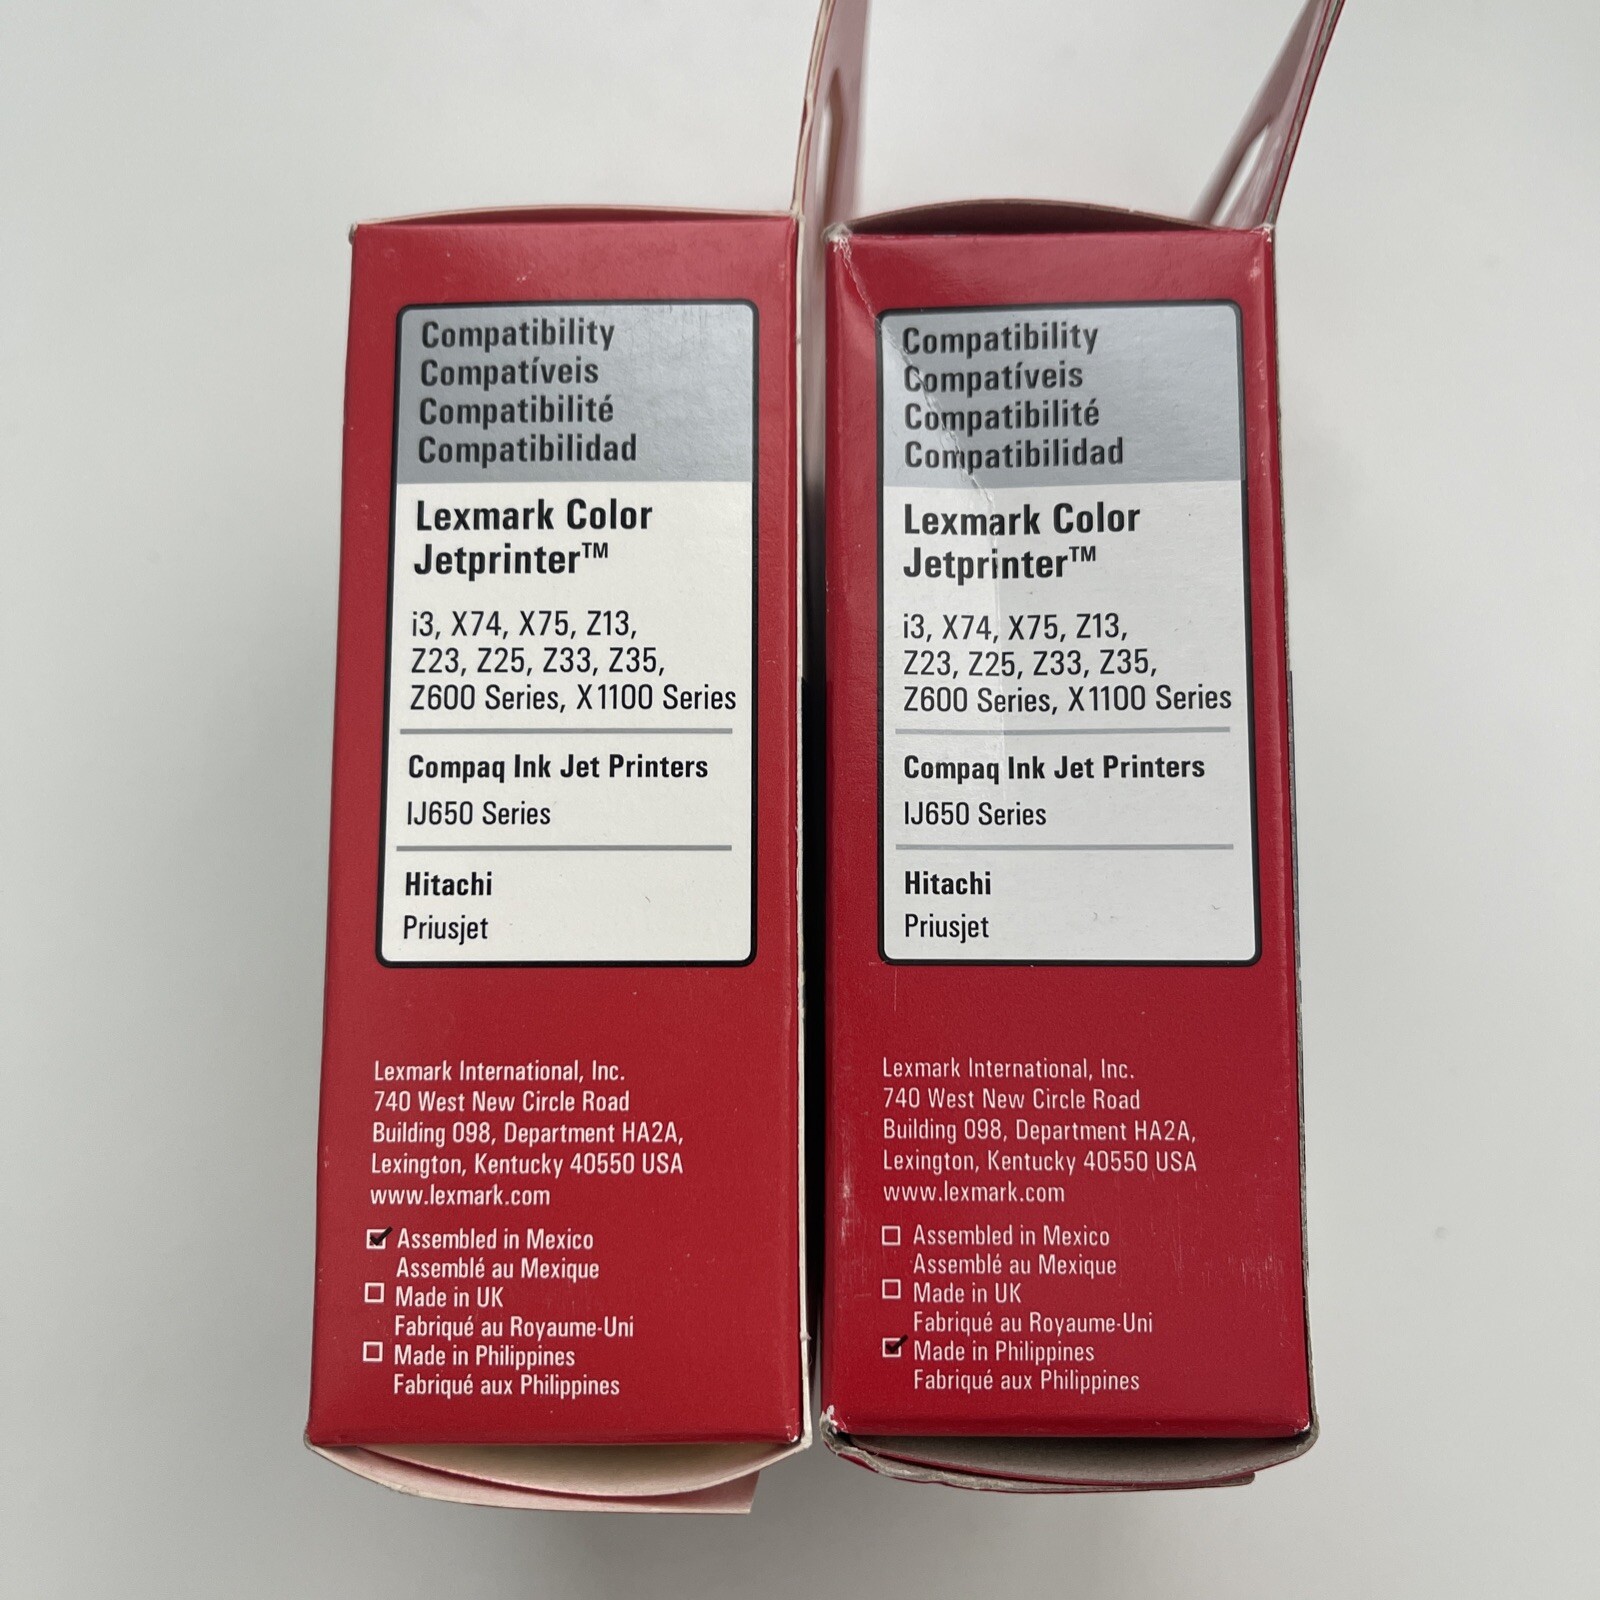 Compatibility
Compatíveis
Compatibilité
Compatibilidad
Lexmark Color
Jetprinter™
i3, X74, X75, Z13,
Z23, Z25, Z33, Z35,
Z600 Series, X1100 Series
Compaq Ink Jet Printers
IJ650 Series
Hitachi
Priusjet
Lexmark International, Inc.
740 West New Circle Road
Building 098, Department HA2A,
Lexington, Kentucky 40550 USA
www.lexmark.com
Assembled in Mexico
Assemblé au Mexique
Made in UK
Fabriqué au Royaume-Uni
Made in Philippines
Fabriqué aux Philippines
Compatibility
Compatíveis
Compatibilité
Compatibilidad
Lexmark Color
Jetprinter™
i3, X74, X75, Z13,
Z23, Z25, Z33, Z35,
Z600 Series, X1100 Series
Compaq Ink Jet Printers
IJ650 Series
Hitachi
Priusjet
Lexmark International, Inc.
740 West New Circle Road
Building 098, Department HA2A,
Lexington, Kentucky 40550 USA
www.lexmark.com
Assembled in Mexico
Assemblé au Mexique
Made in UK
Fabriqué au Royaume-Uni
Made in Philippines
Fabriqué aux Philippines